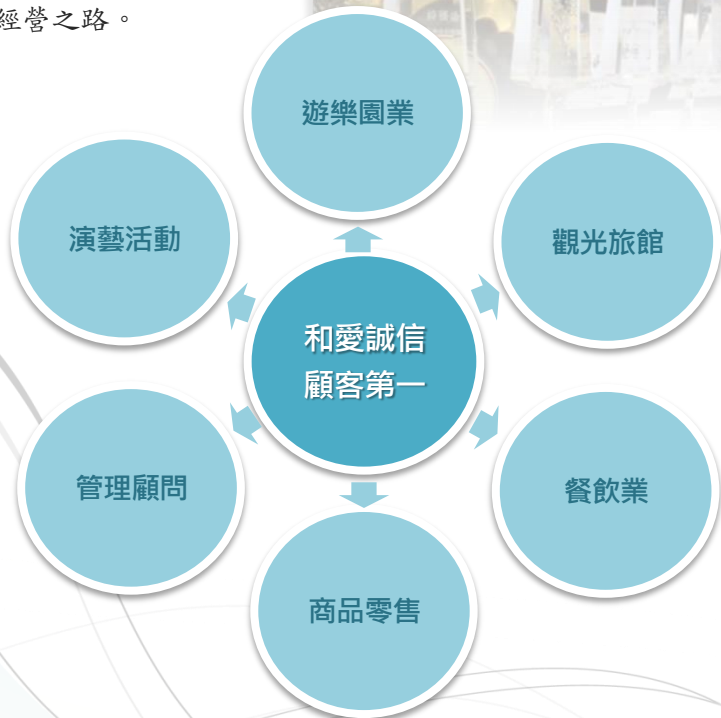 經營之路。
遊樂園業
演藝活動
觀光旅館
和愛誠信
顧客第一
管理顧問
餐飲業
商品零售